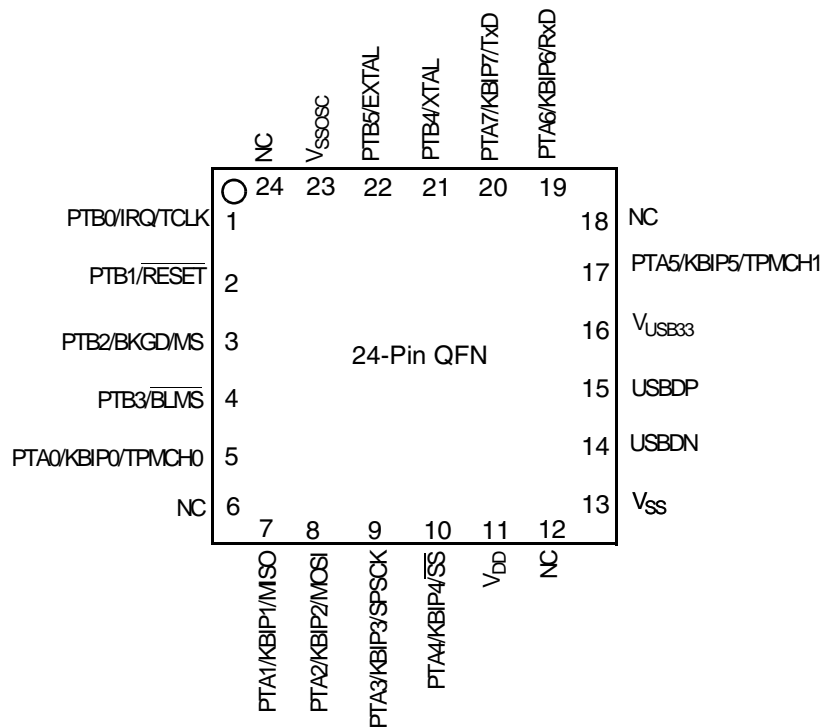 NC
VSSOSC
PTB5/EXTAL
PTB4/XTAL
PTA7/KBIP7/TxD
PTA6/KBIP6/RxD
24
23
22
21
20
19
PTB0/IRQ/TCLK
1
PTB1/RESET
2
PTB2/BKGD/MS
3
PTB3/BLMS
4
PTA0/KBIP0/TPMCH0
5
NC
6
24-Pin QFN
18
NC
17
PTA5/KBIP5/TPMCH1
16
VUSB33
15
USBDP
14
USBDN
13
VSS
7
8
9
10
11
12
PTA1/KBIP1/MISO
PTA2/KBIP2/MOSI
PTA3/KBIP3/SPSCK
PTA4/KBIP4/SS
VDD
NC